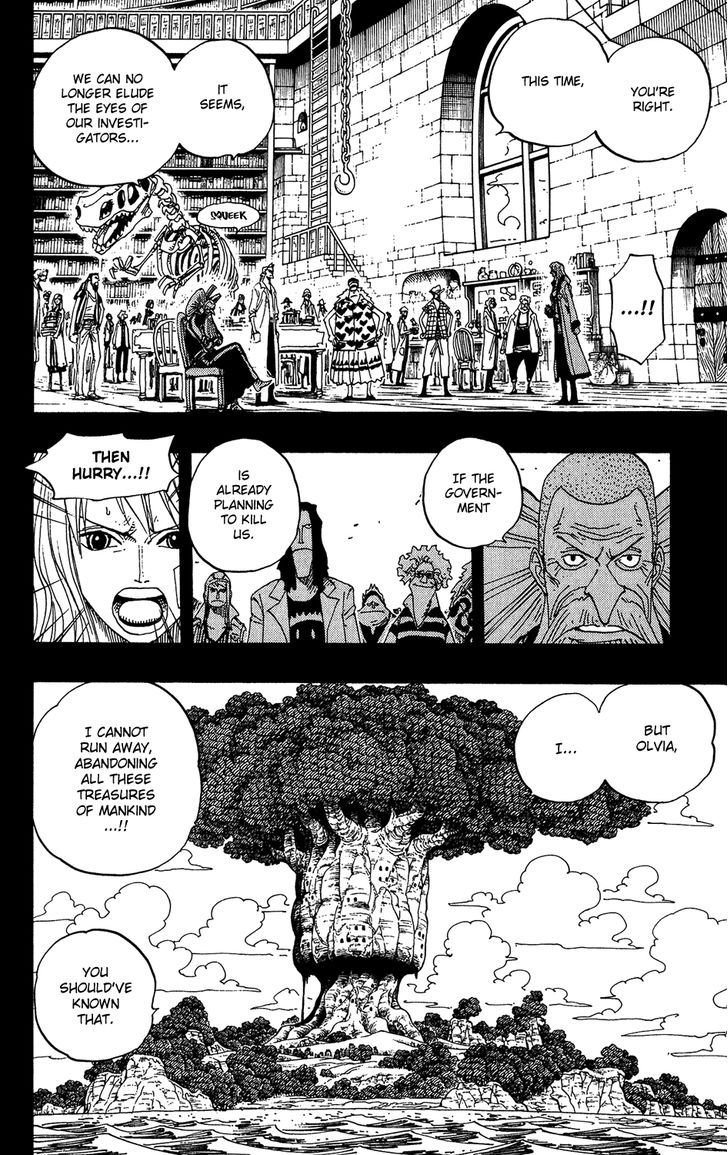 YOU'RE
RIGHT.
THIS TIME,
IT
SEEMS,
WE CAN NO
LONGER ELUDE
THE EYES OF
OUR INVESTI-
GATORS...
SQUEEK
...!!
IF THE
GOVERN-
MENT
IS
ALREADY
PLANNING
TO KILL
US.
THEN
HURRY...!!
BUT
OLVIA,
I...
I CANNOT
RUN AWAY,
ABANDONING
ALL THESE
TREASURES
OF MANKIND
...!!
YOU
SHOULD'VE
KNOWN
THAT.